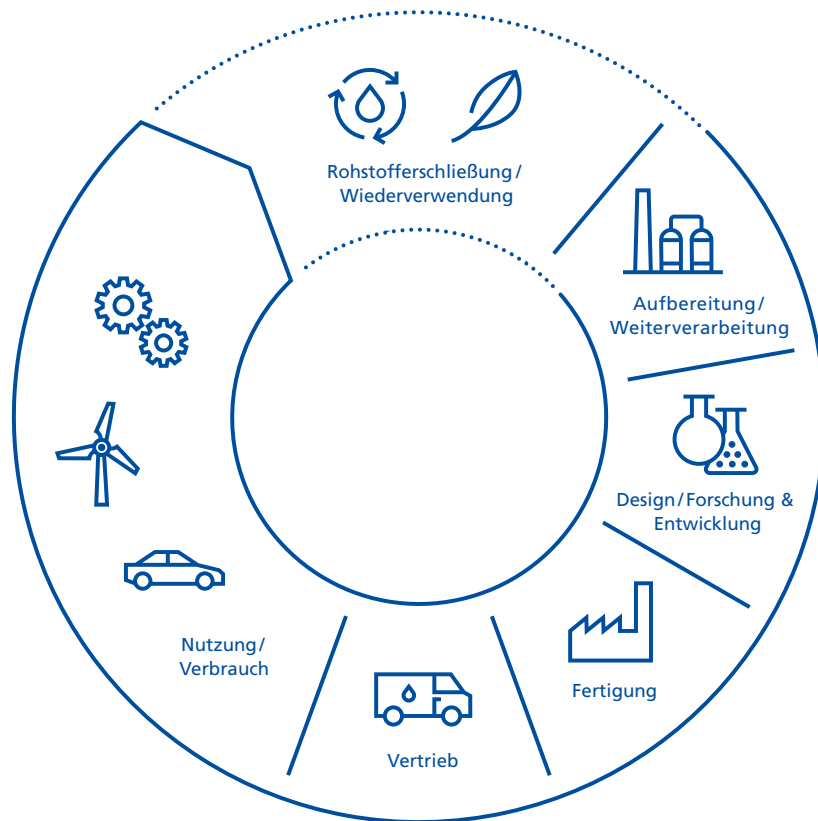 Rohstofferschließung/
Wiederverwendung
Aufbereitung/
Weiterverarbeitung
Design/Forschung &
Entwicklung
Fertigung
Vertrieb
Nutzung/
Verbrauch